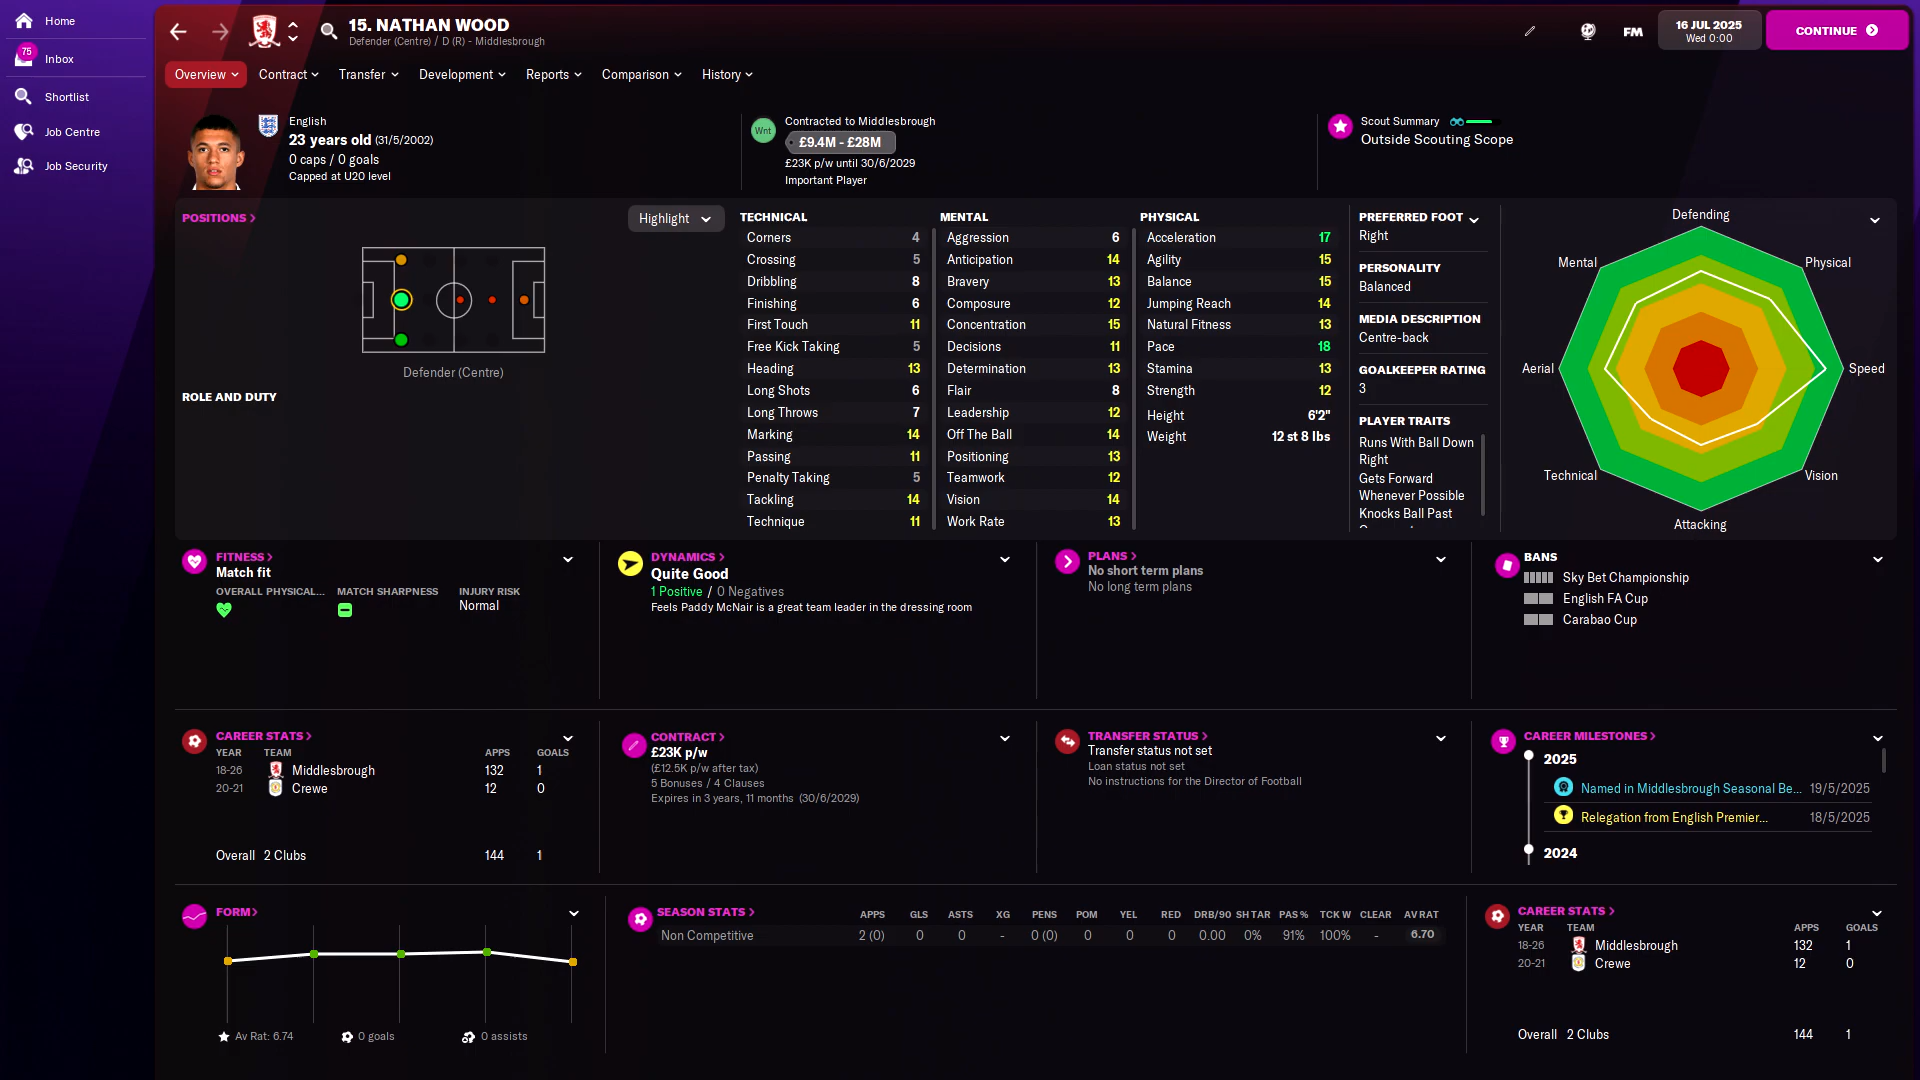 Home
75
Inbox
Shortlist
Job Centre
Job Security
15. NATHAN WOOD
Defender (Centre) / D (R) - Middlesbrough
FM
16 JUL 2025
Wed 0:00
CONTINUE
Overview
Contract
Transfer
Development
Reports
Comparison
History
English
23 years old (31/5/2002)
0 caps / 0 goals
Capped at U20 level
Wnt
Contracted to Middlesbrough
£9.4M - £28M
£23K p/w until 30/6/2029
Important Player
Scout Summary
Outside Scouting Scope
POSITIONS >
Highlight
Defender (Centre)
ROLE AND DUTY
TECHNICAL
Corners 4
Crossing 5
Dribbling 8
Finishing 6
First Touch 11
Free Kick Taking 5
Heading 13
Long Shots 6
Long Throws 7
Marking 14
Passing 11
Penalty Taking 5
Tackling 14
Technique 11
MENTAL
Aggression 6
Anticipation 14
Bravery 13
Composure 12
Concentration 15
Decisions 11
Determination 13
Flair 8
Leadership 12
Off The Ball 14
Positioning 13
Teamwork 12
Vision 14
Work Rate 13
PHYSICAL
Acceleration 17
Agility 15
Balance 15
Jumping Reach 14
Natural Fitness 13
Pace 18
Stamina 13
Strength 12
Height 6'2"
Weight 12 st 8 lbs
PREFERRED FOOT
Right
PERSONALITY
Balanced
MEDIA DESCRIPTION
Centre-back
GOALKEEPER RATING
3
PLAYER TRAITS
Runs With Ball Down
Right
Gets Forward
Whenever Possible
Knocks Ball Past
Defending
Mental
Physical
Aerial
Speed
Technical
Vision
Attacking
FITNESS >
Match fit
OVERALL PHYSICAL... MATCH SHARPNESS INJURY RISK
Normal
DYNAMICS >
Quite Good
1 Positive / 0 Negatives
Feels Paddy McNair is a great team leader in the dressing room
PLANS >
No short term plans
No long term plans
BANS
Sky Bet Championship
English FA Cup
Carabao Cup
CAREER STATS >
YEAR TEAM APPS GOALS
18-26 Middlesbrough 132 1
20-21 Crewe 12 0
Overall 2 Clubs 144 1
CONTRACT >
£23K p/w
(£12.5K p/w after tax)
5 Bonuses / 4 Clauses
Expires in 3 years, 11 months (30/6/2029)
TRANSFER STATUS >
Transfer status not set
Loan status not set
No instructions for the Director of Football
CAREER MILESTONES >
2025
Named in Middlesbrough Seasonal Be... 19/5/2025
Relegation from English Premier... 18/5/2025
2024
FORM >
Av Rat: 6.74
0 goals
0 assists
SEASON STATS > APPS GLS ASTS XG PENS POM YEL RED DRB/90 SH TAR PAS % TCK W CLEAR AV RAT
Non Competitive 2 (0) 0 0 - 0 (0) 0 0 0 0.00 0% 91% 100% - 6.70
CAREER STATS >
YEAR TEAM APPS GOALS
18-26 Middlesbrough 132 1
20-21 Crewe 12 0
Overall 2 Clubs 144 1